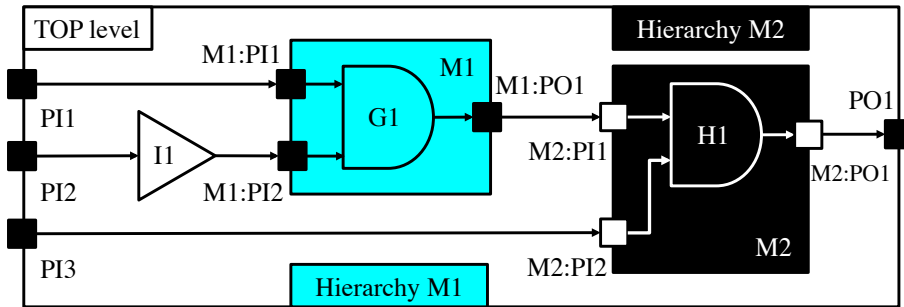 TOP level
Hierarchy M2
M1:PI1
M1
M1:PO1
PO1
PI1
G1
H1
I1
M2:PI1
PI2
M1:PI2
M2:PO1
PI3
M2:PI2
M2
Hierarchy M1